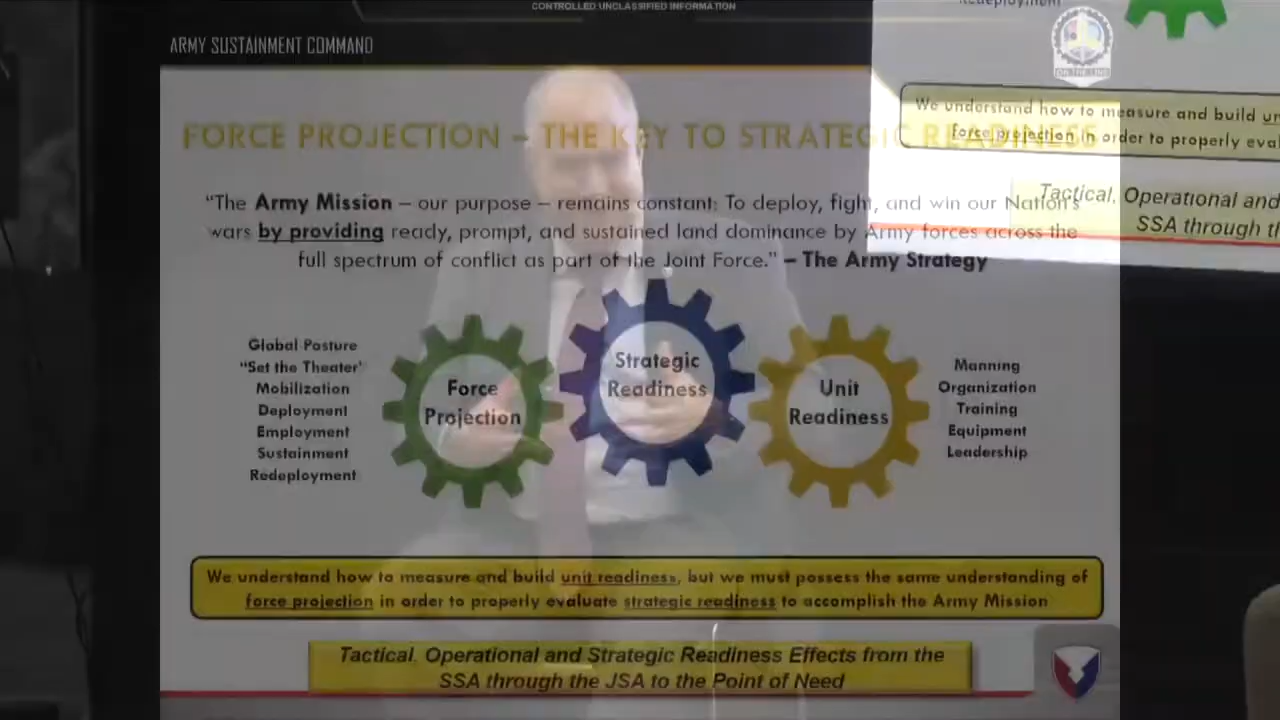 CONTROLLED UNCLASSIFIED INFORMATION
ARMY SUSTAINMENT COMMAND
ON THE LINE
FORCE PROJECTION – THE KEY TO STRATEGIC READINESS
"The Army Mission – our purpose – remains constant: To deploy, fight, and win our Nation's
wars by providing ready, prompt, and sustained land dominance by Army forces across the
full spectrum of conflict as part of the Joint Force." – The Army Strategy
Global Posture
"Set the Theater'
Mobilization
Deployment
Employment
Sustainment
Redeployment
Force
Projection
Strategic
Readiness
Unit
Readiness
Manning
Organization
Training
Equipment
Leadership
We understand how to measure and build unit readiness, but we must possess the same understanding of
force projection in order to properly evaluate strategic readiness to accomplish the Army Mission
Tactical, Operational and Strategic Readiness Effects from the
SSA through the JSA to the Point of Need
We understand how to measure and build
force projection in order to properly
Tactical, Operational and
SSA through